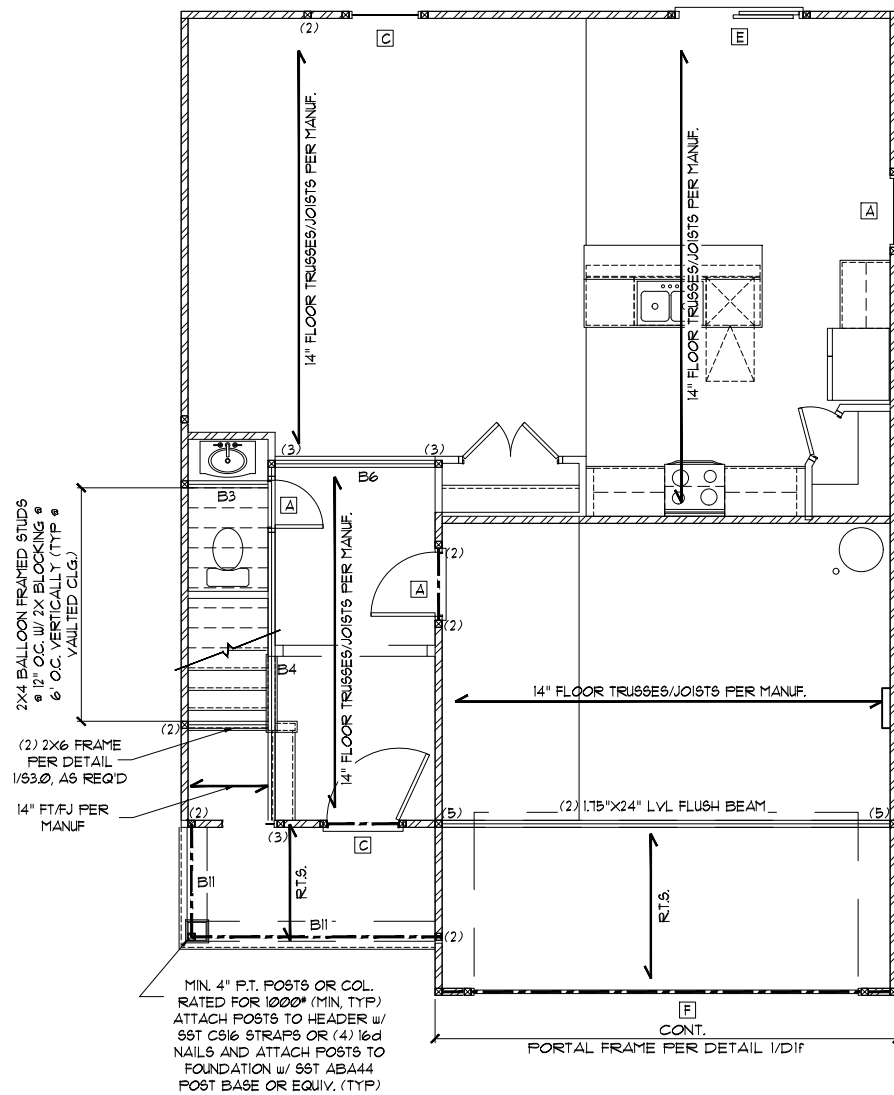 (2)
C
E
14" FLOOR TRUSSES/JOISTS PER MANUF.
14" FLOOR TRUSSES/JOISTS PER MANUF.
A
(3)
(3)
B6
B3
A
2X4 BALLOON FRAMED STUDS
@ 12" O.C. W/ 2X BLOCKING @
6' O.C. VERTICALLY (TYP @
VAULTED CLG.)
14" FLOOR TRUSSES/JOISTS PER MANUF.
(2)
A
(2)
B4
14" FLOOR TRUSSES/JOISTS PER MANUF.
(2)
(2) 2X6 FRAME
PER DETAIL
1/S3.0, AS REQ'D
14" FT/FJ PER
MANUF
(2)
(3)
C
(5)
(2) 1.75"X24" LVL FLUSH BEAM
(5)
B11
R.T.S.
R.T.S.
B11
(2)
MIN. 4" P.T. POSTS OR COL.
RATED FOR 1000# (MIN, TYP)
ATTACH POSTS TO HEADER w/
SST CS16 STRAPS OR (4) 16d
NAILS AND ATTACH POSTS TO
FOUNDATION w/ SST ABA44
POST BASE OR EQUIV. (TYP)
F
CONT.
PORTAL FRAME PER DETAIL 1/D1f